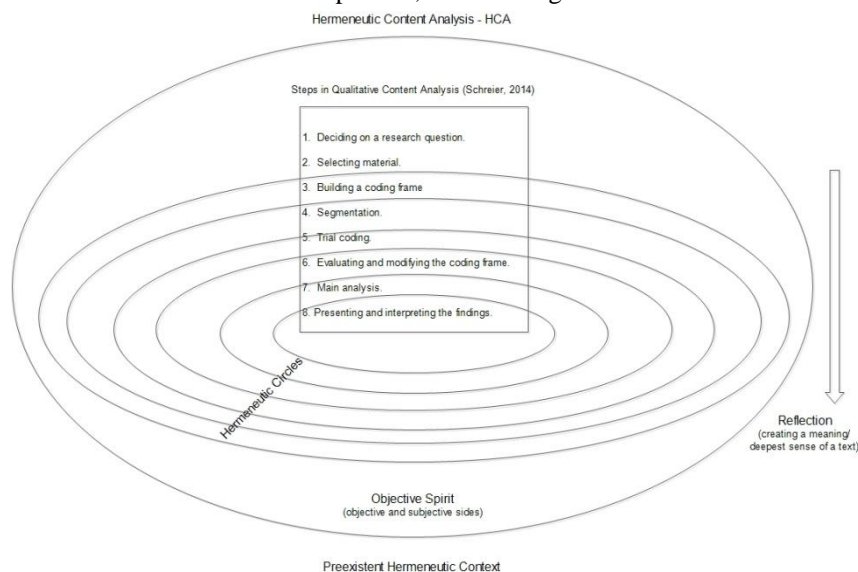 Hermeneutic Content Analysis - HCA
Steps in Qualitative Content Analysis (Schreier, 2014)
1. Deciding on a research question.
2. Selecting material.
3. Building a coding frame
4. Segmentation.
5. Trial coding.
6. Evaluating and modifying the coding frame.
7. Main analysis.
8. Presenting and interpreting the findings.
Hermeneutic Circles
Reflection
(creating a meaning/
deepest sense of a text)
Objective Spirit
(objective and subjective sides)
Preexistent Hermeneutic Context